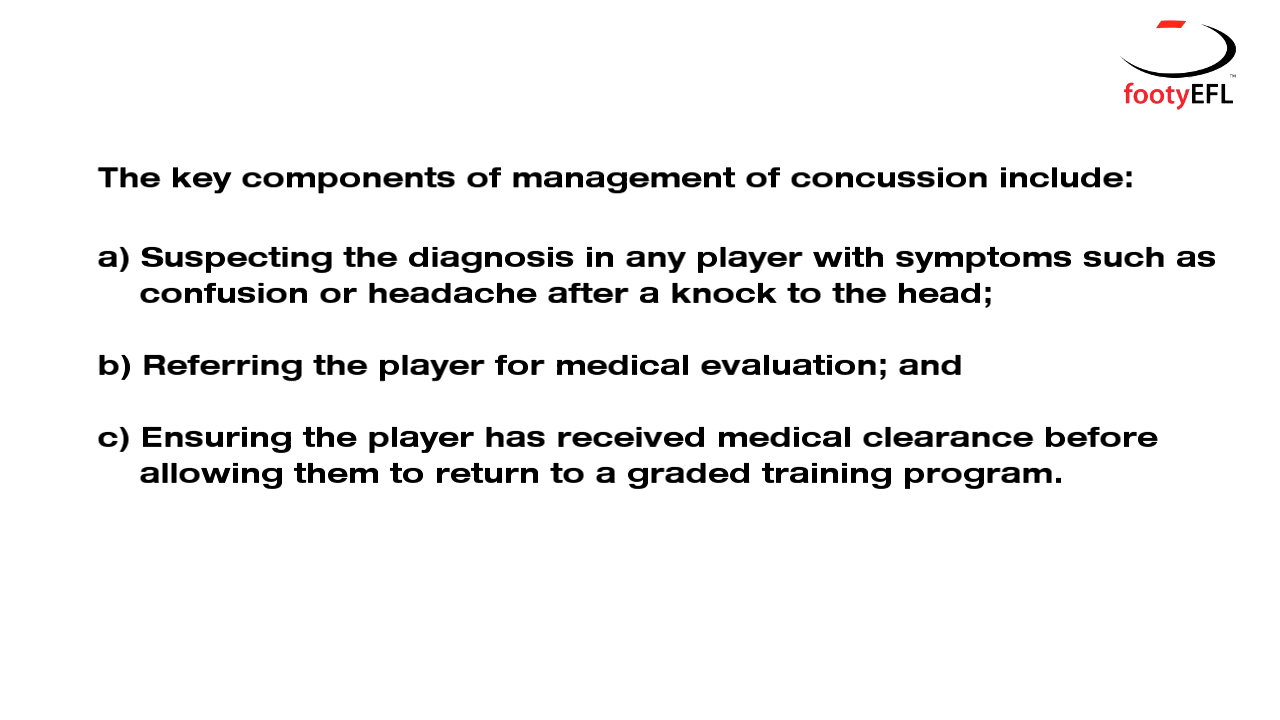 footyEFL
TM
The key components of management of concussion include:
a) Suspecting the diagnosis in any player with symptoms such as
confusion or headache after a knock to the head;
b) Referring the player for medical evaluation; and
c) Ensuring the player has received medical clearance before
allowing them to return to a graded training program.